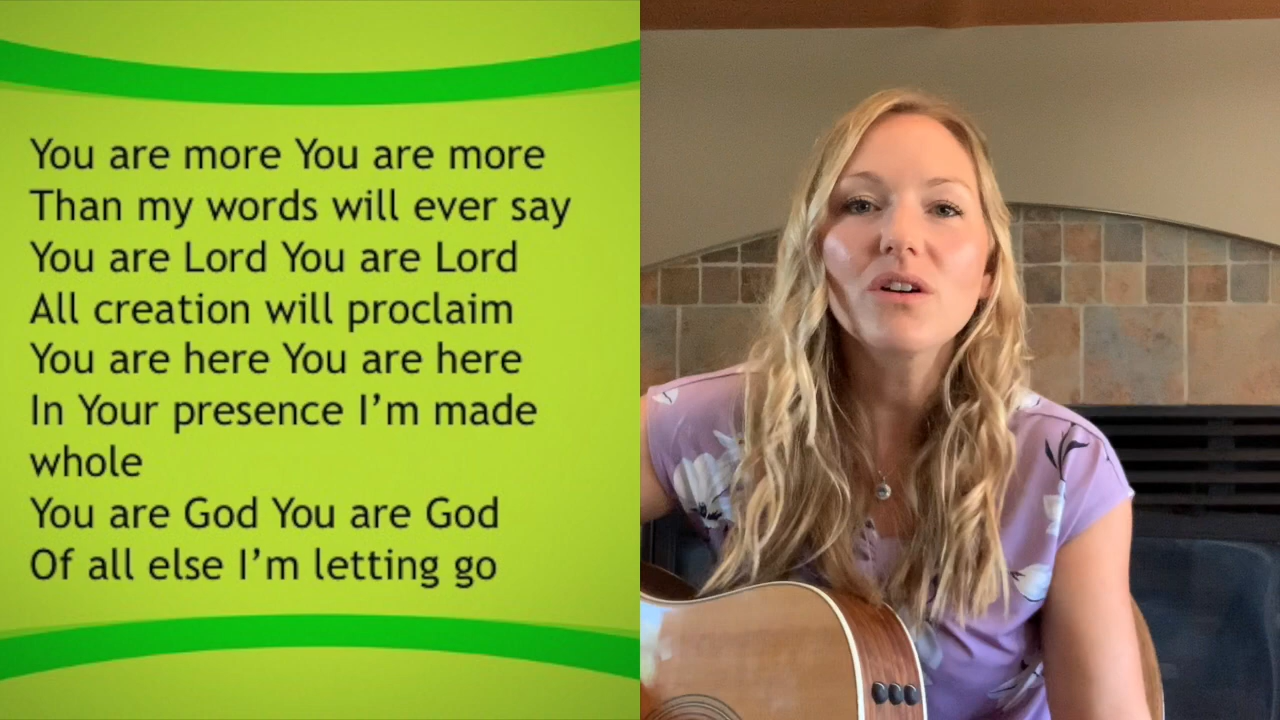 You are more You are more
Than my words will ever say
You are Lord You are Lord
All creation will proclaim
You are here You are here
In Your presence I’m made
whole
You are God You are God
Of all else I’m letting go